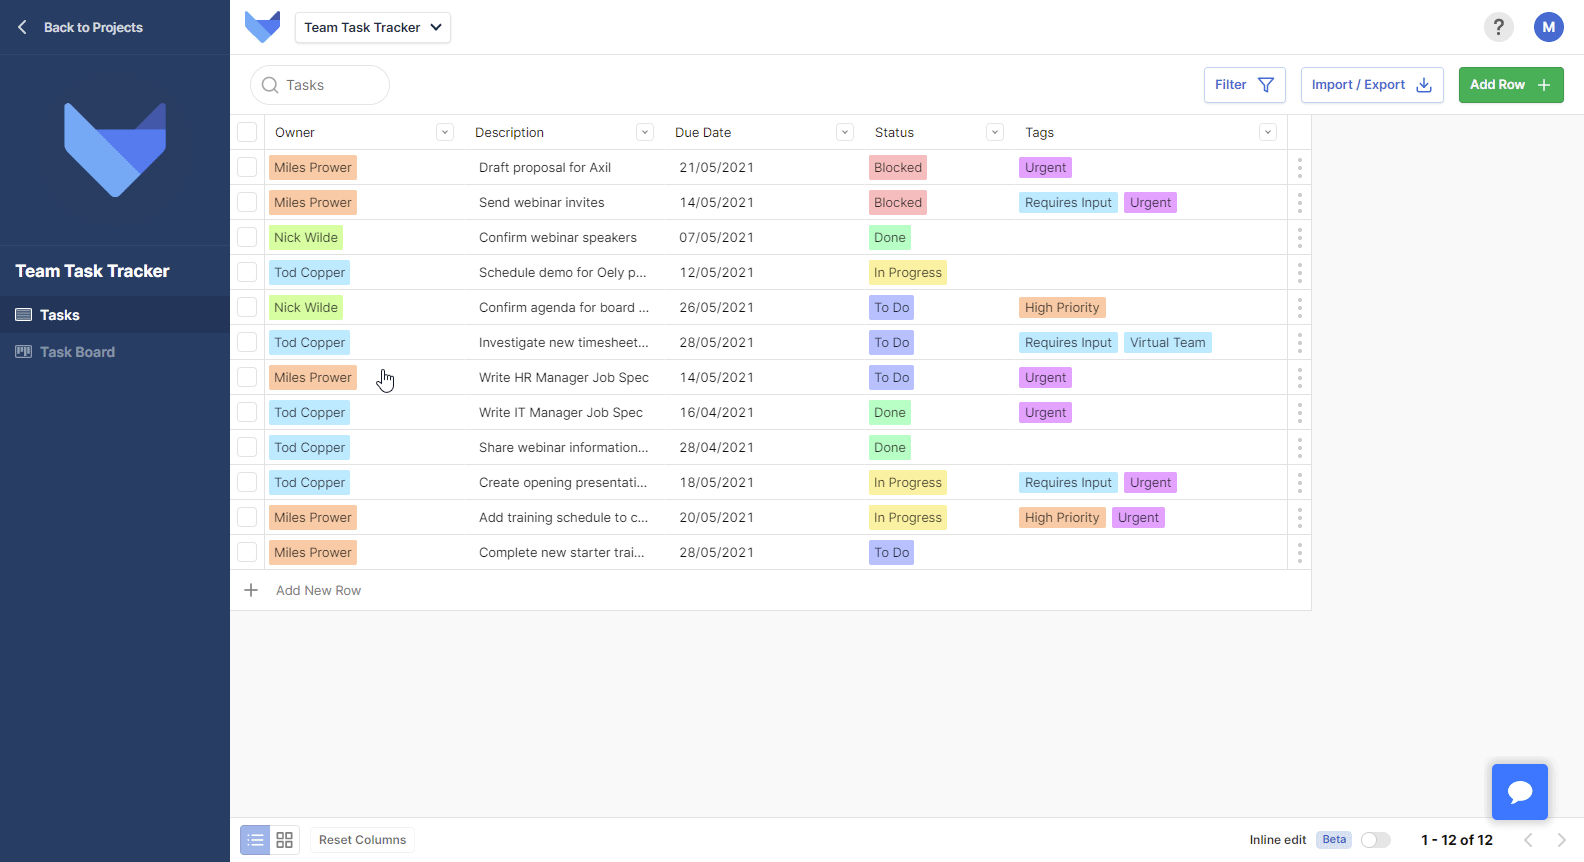 Back to Projects
Team Task Tracker
?
M
Tasks
Filter
Import / Export
Add Row
Team Task Tracker
Tasks
Task Board
Owner Description Due Date Status Tags
Miles Prower Draft proposal for Axil 21/05/2021 Blocked Urgent
Miles Prower Send webinar invites 14/05/2021 Blocked Requires Input Urgent
Nick Wilde Confirm webinar speakers 07/05/2021 Done
Tod Copper Schedule demo for Oely p... 12/05/2021 In Progress
Nick Wilde Confirm agenda for board ... 26/05/2021 To Do High Priority
Tod Copper Investigate new timesheet... 28/05/2021 To Do Requires Input Virtual Team
Miles Prower Write HR Manager Job Spec 14/05/2021 To Do Urgent
Tod Copper Write IT Manager Job Spec 16/04/2021 Done Urgent
Tod Copper Share webinar information... 28/04/2021 Done
Tod Copper Create opening presentati... 18/05/2021 In Progress Requires Input Urgent
Miles Prower Add training schedule to c... 20/05/2021 In Progress High Priority Urgent
Miles Prower Complete new starter trai... 28/05/2021 To Do
Add New Row
Reset Columns
Inline edit Beta
1 - 12 of 12